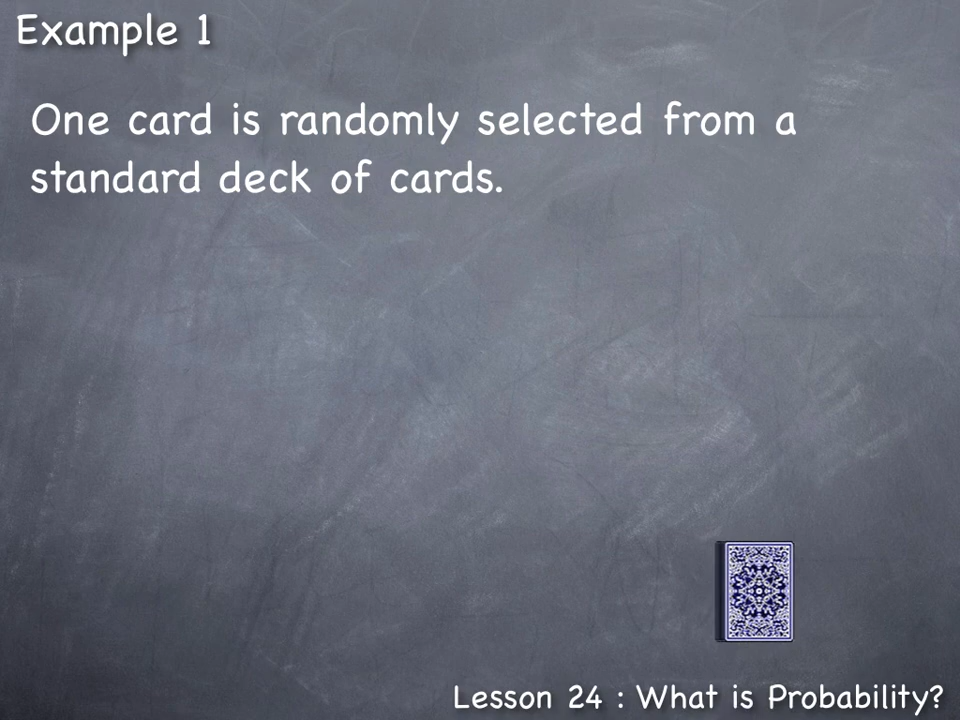 Example 1
One card is randomly selected from a
standard deck of cards.
Lesson 24 : What is Probability?